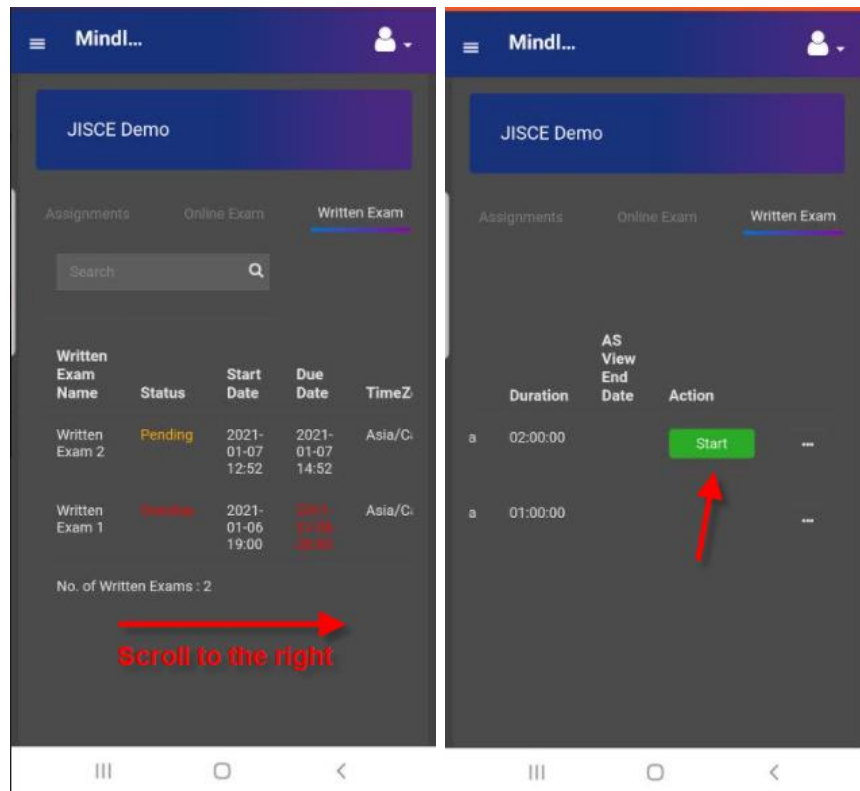 Mindl...
JISCE Demo
Assignments Online Exam Written Exam
Search
Written
Exam
Name Status Start
Date Due
Date TimeZ
Written
Exam 2 Pending 2021-
01-07
12:52 2021-
01-07
14:52 Asia/Ca
Written
Exam 1 2021-
01-06
19:00 Asia/Ca
No. of Written Exams : 2
Scroll to the right
Mindl...
JISCE Demo
Assignments Online Exam Written Exam
Duration AS
View
End
Date Action
a 02:00:00 Start ...
a 01:00:00 ...